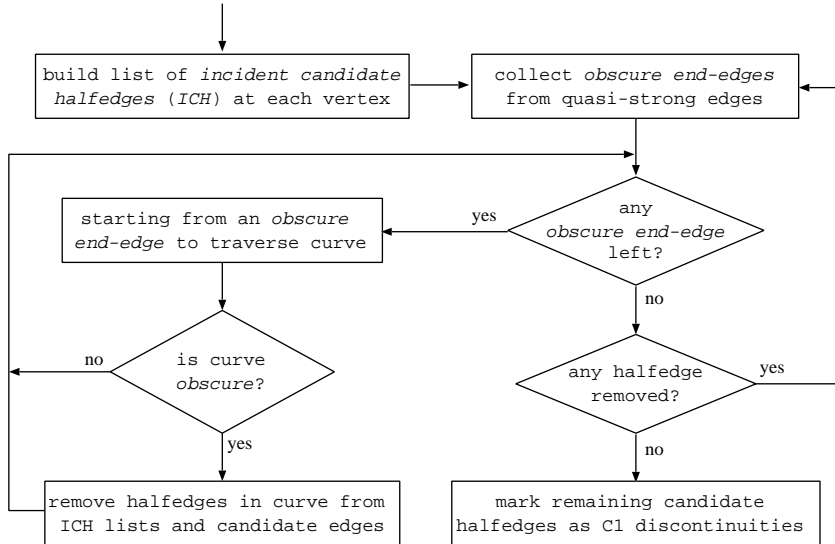 build list of incident candidate
halfedges (ICH) at each vertex
collect obscure end-edges
from quasi-strong edges
starting from an obscure
end-edge to traverse curve
yes
any
obscure end-edge
left?
no
no
is curve
obscure?
yes
any halfedge
removed?
yes
no
remove halfedges in curve from
ICH lists and candidate edges
mark remaining candidate
halfedges as C1 discontinuities